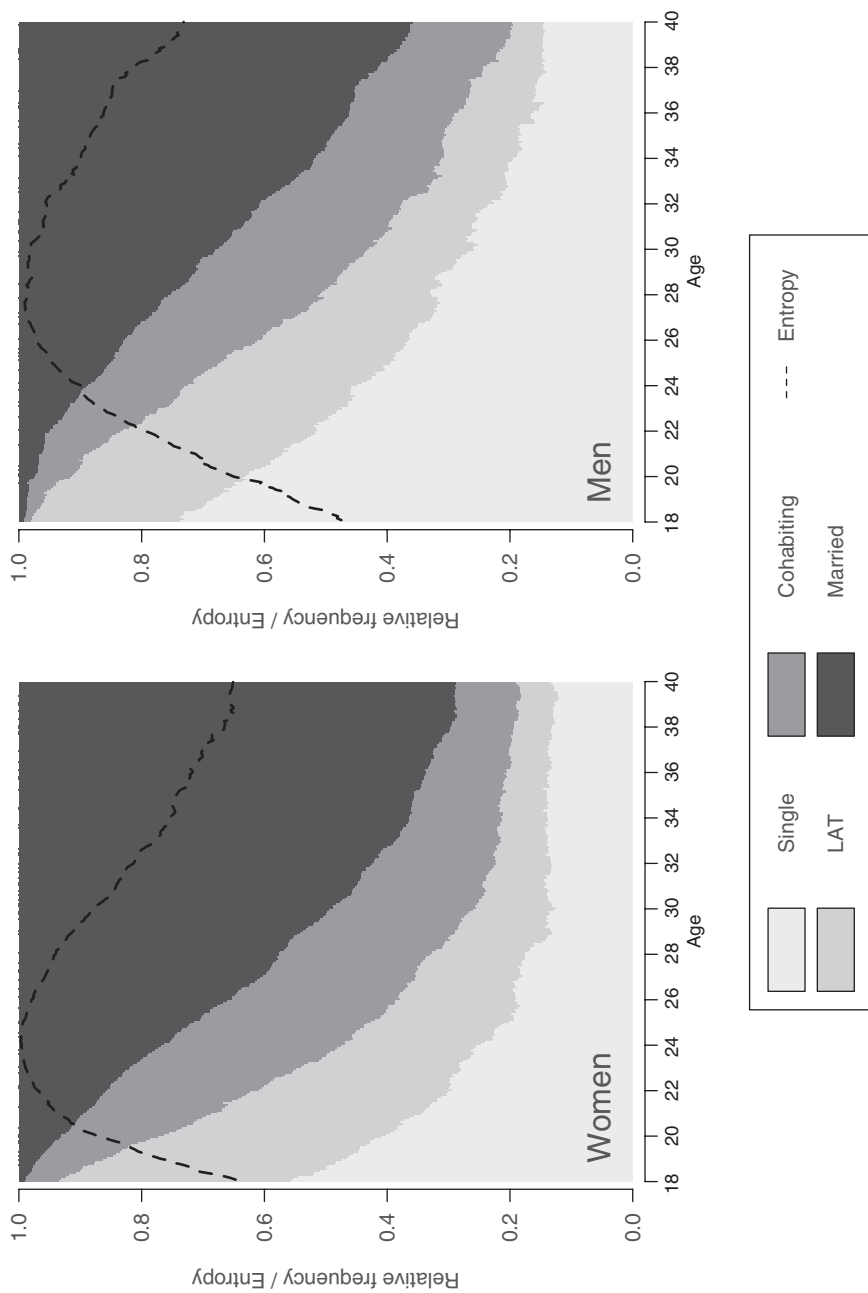 1.0
0.8
0.6
0.4
0.2
0.0
Relative frequency / Entropy
Women
18 20 22 24 26 28 30 32 34 36 38 40
Age
1.0
0.8
0.6
0.4
0.2
0.0
Relative frequency / Entropy
Men
18 20 22 24 26 28 30 32 34 36 38 40
Age
Single Cohabiting Entropy
LAT Married